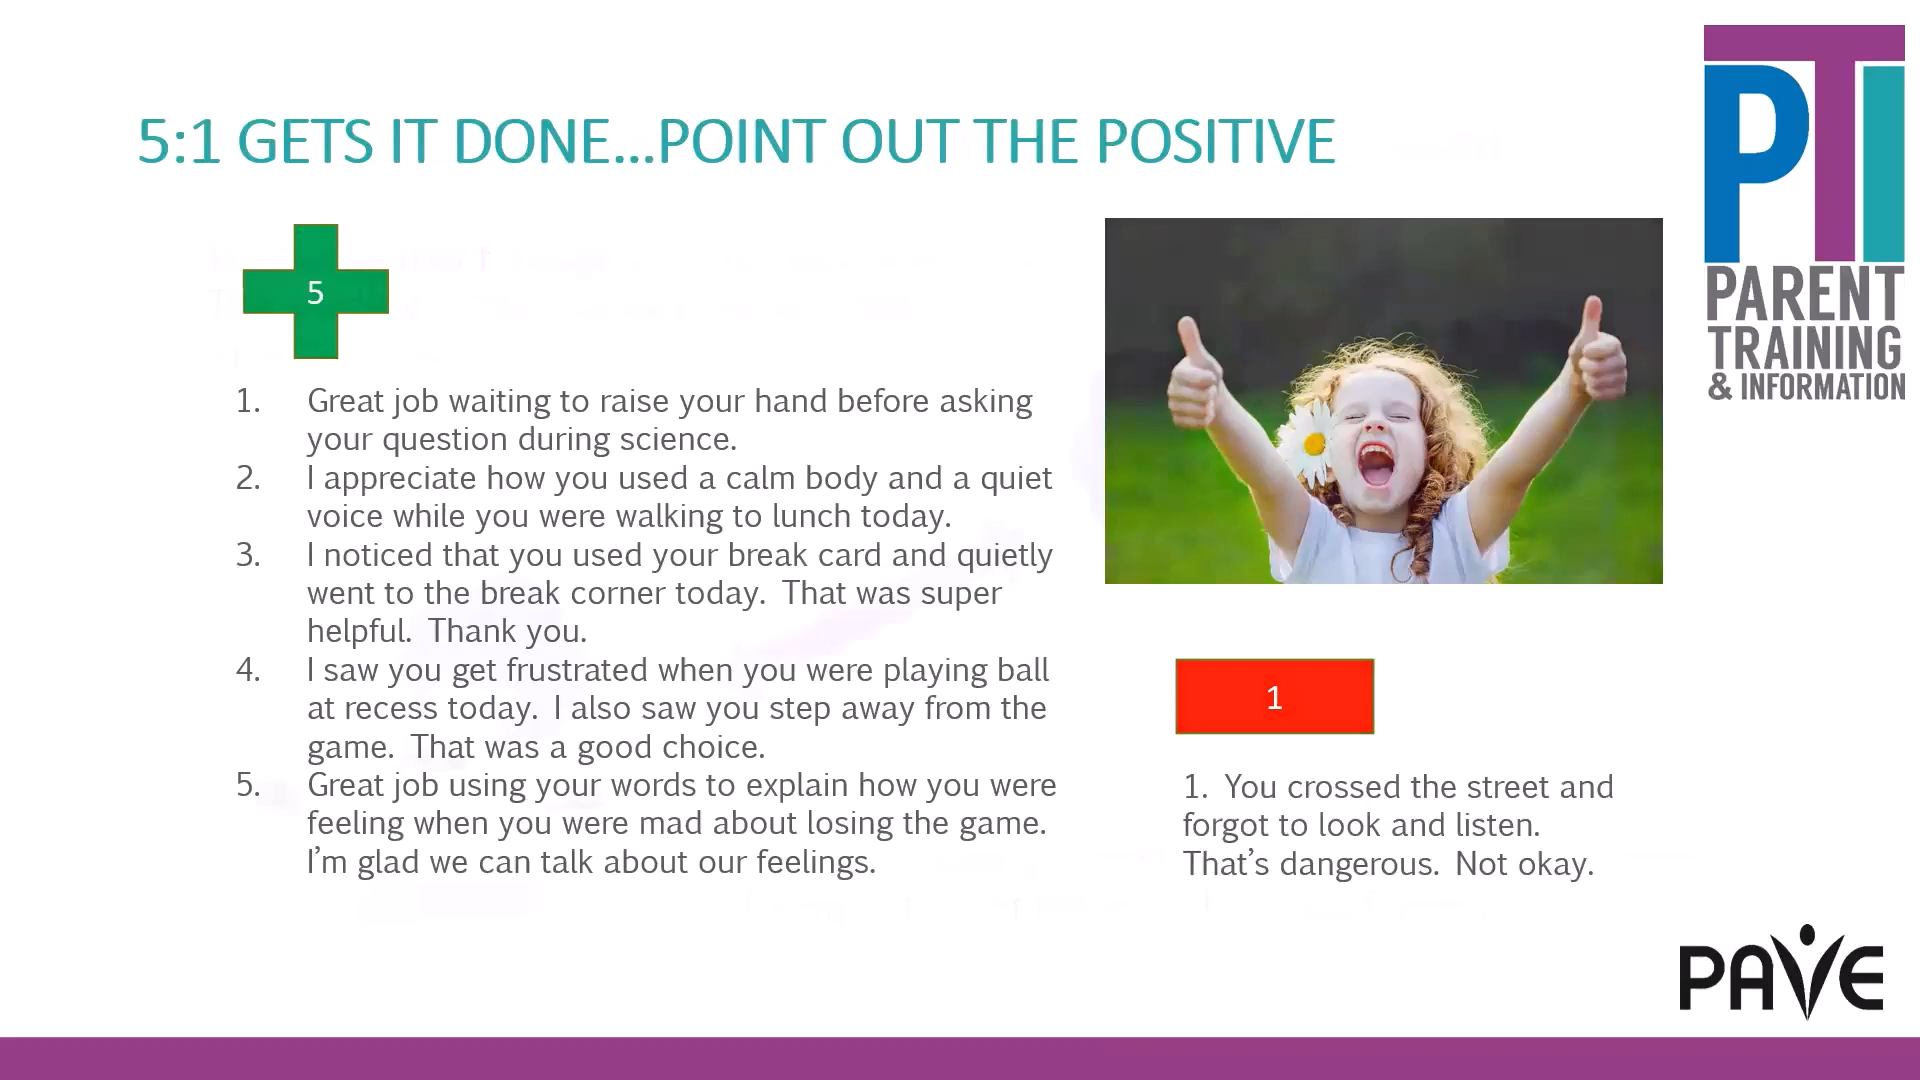 5:1 GETS IT DONE...POINT OUT THE POSITIVE
5
1. Great job waiting to raise your hand before asking
your question during science.
2. I appreciate how you used a calm body and a quiet
voice while you were walking to lunch today.
3. I noticed that you used your break card and quietly
went to the break corner today. That was super
helpful. Thank you.
4. I saw you get frustrated when you were playing ball
at recess today. I also saw you step away from the
game. That was a good choice.
5. Great job using your words to explain how you were
feeling when you were mad about losing the game.
I’m glad we can talk about our feelings.
1
1. You crossed the street and
forgot to look and listen.
That’s dangerous. Not okay.
PTI
PARENT
TRAINING
& INFORMATION
PAVE